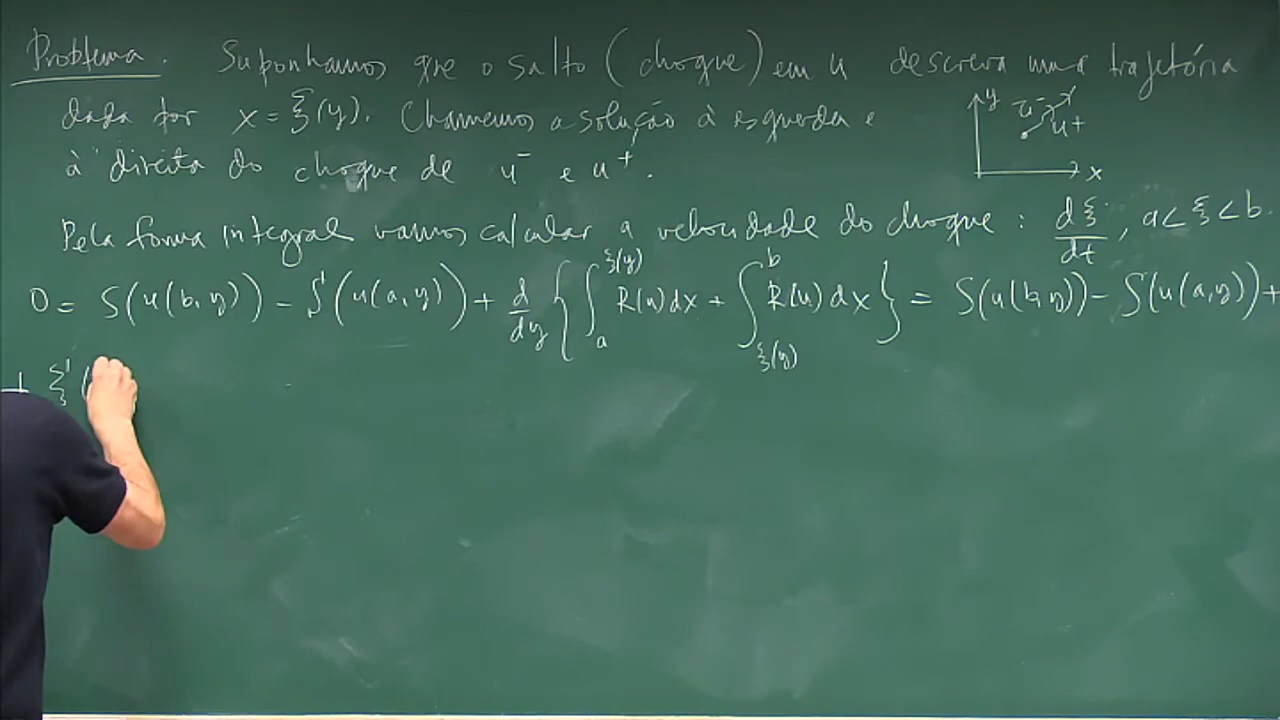 Problema. Suponhamos que o salto (choque) em u descreva uma trajetória
dada por x = ξ(y). Chamemos a solução à esquerda e
à direita do choque de u⁻ e u⁺.
y u⁻ u⁺ x
Pela forma integral vamos calcular a velocidade do choque : dξ/dt , a < ξ < b.
0 = S(u(b,y)) - S(u(a,y)) + d/dy { ∫_a^{ξ(y)} R(u)dx + ∫_{ξ(y)}^b R(u)dx } = S(u(b,y)) - S(u(a,y)) +
+ ξ' (